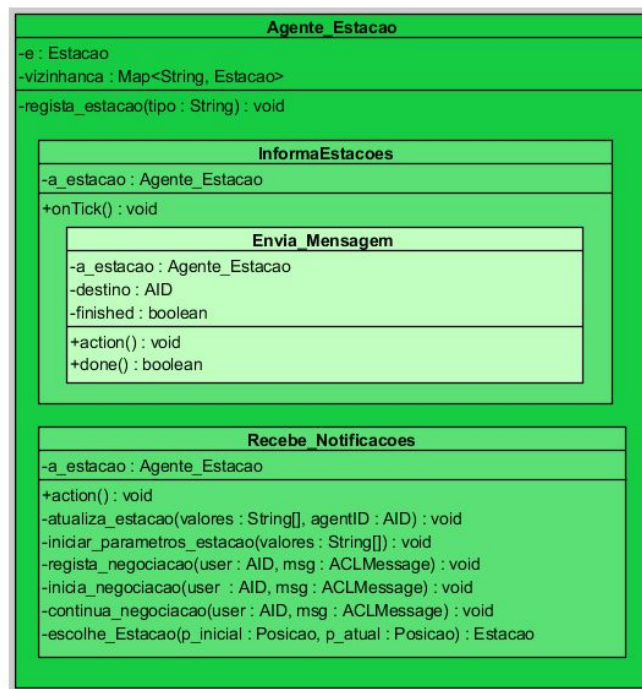 Agente_Estacao
-e : Estacao
-vizinhanca : Map<String, Estacao>
-regista_estacao(tipo : String) : void
InformaEstacoes
-a_estacao : Agente_Estacao
+onTick() : void
Envia_Mensagem
-a_estacao : Agente_Estacao
-destino : AID
-finished : boolean
+action() : void
+done() : boolean
Recebe_Notificacoes
-a_estacao : Agente_Estacao
+action() : void
-atualiza_estacao(valores : String[], agentID : AID) : void
-iniciar_parametros_estacao(valores : String[]) : void
-regista_negociacao(user : AID, msg : ACLMessage) : void
-inicia_negociacao(user : AID, msg : ACLMessage) : void
-continua_negociacao(user : AID, msg : ACLMessage) : void
-escolhe_Estacao(p_inicial : Posicao, p_atual : Posicao) : Estacao